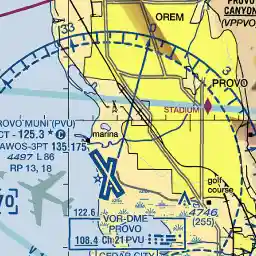 OREM
PROVO
CANYON
(VPPVO
33
PROVO
STADIUM
PROVO MUNI (PVU)
CT - 125.3 * C
AWOS-3PT 135.175
4497 L 86
RP 13, 18
marina
golf
course
122.6
4746
(255)
VOR-DME
PROVO
108.4 Ch 21 PVU
CEDAR CITY